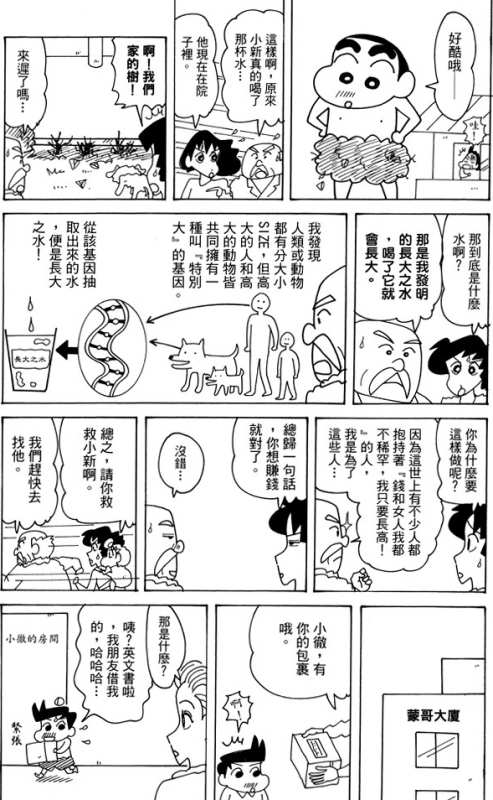 好酷哦…
哇！
這樣啊，原來
小新真的喝了
那杯水…
他現在在院
子裡。
啊！我們
家的樹！
來遲了嗎…
那到底是什麼
水啊？
那是我發明
的長大之水
，喝了它就
會長大。
我發現
人類或動物
都有分大小
SIZE，但高
大的人和高
大的動物皆
共同擁有一
種叫『特別
大』的基因。
從該基因抽
取出來的水
，便是長大
之水！
長大之水
你為什麼要
這樣做呢？
因為這世上有不少人都
抱持著『錢和女人我都
不稀罕，我只要長高！
』的人，
我是為了
這些人…
總歸一句話
，你想賺錢
就對了。
沒錯…
總之，請你救
救小新啊。
我們趕快去
找他。
蒙哥大廈
小徹，有
你的包裹
哦。
那是什麼？
咦？英文書啦
，我朋友借我
的，哈哈哈…
小徹的房間
緊張